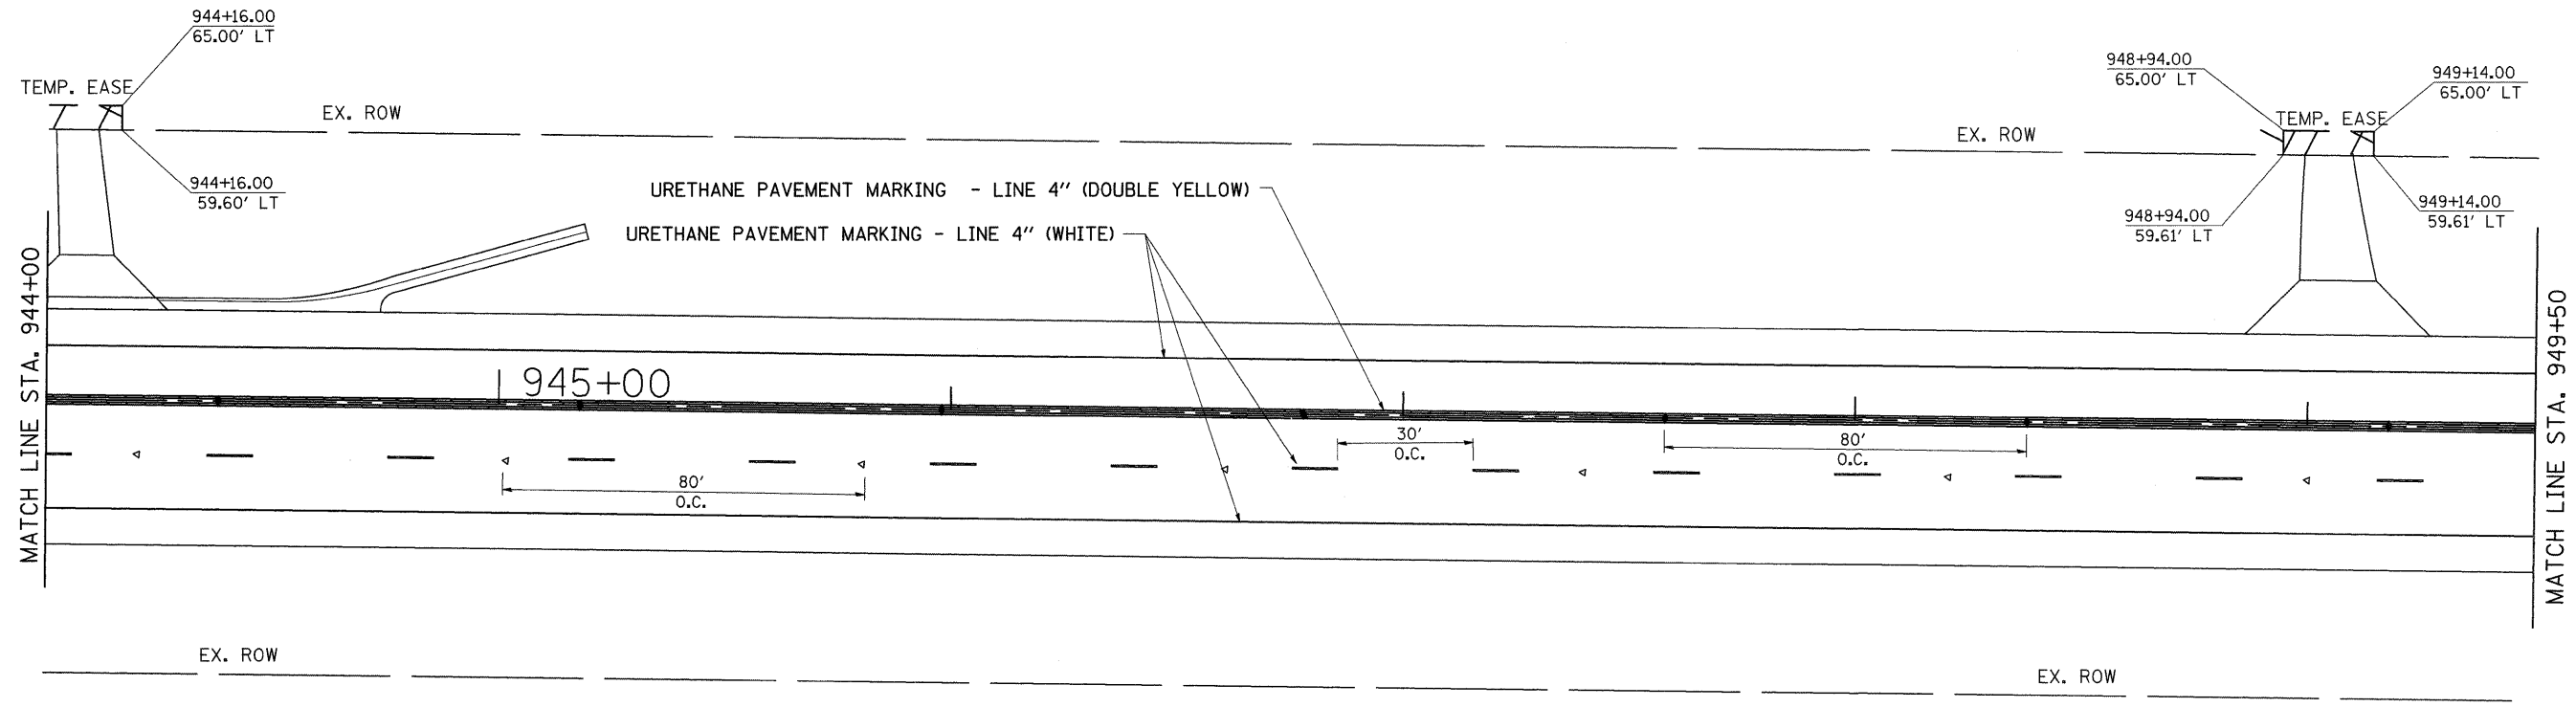 944+16.00
65.00' LT
948+94.00
65.00' LT
949+14.00
65.00' LT
TEMP. EASE
EX. ROW
TEMP. EASE
EX. ROW
944+16.00
59.60' LT
URETHANE PAVEMENT MARKING - LINE 4" (DOUBLE YELLOW)
948+94.00
59.61' LT
949+14.00
59.61' LT
URETHANE PAVEMENT MARKING - LINE 4" (WHITE)
MATCH LINE STA. 944+00
945+00
MATCH LINE STA. 949+50
30'
O.C.
80'
O.C.
80'
O.C.
EX. ROW
EX. ROW